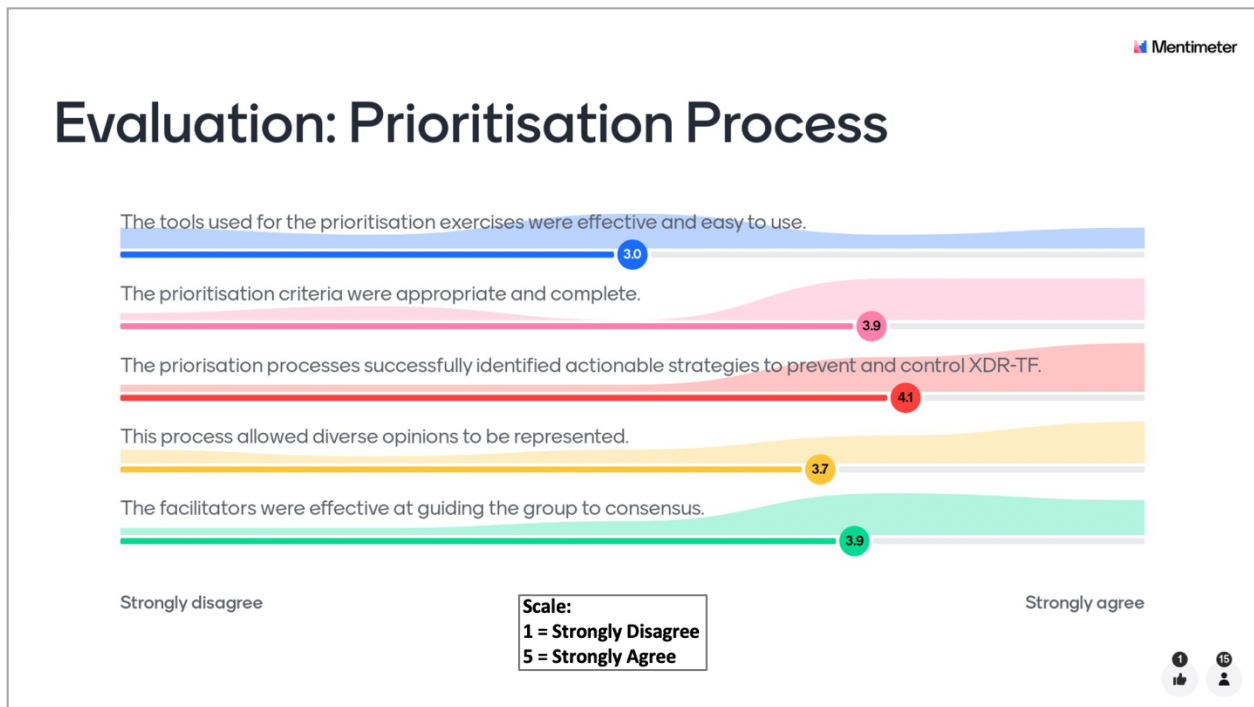 Mentimeter
Evaluation: Prioritisation Process
The tools used for the prioritisation exercises were effective and easy to use.
3.0
The prioritisation criteria were appropriate and complete.
3.9
The priorisation processes successfully identified actionable strategies to prevent and control XDR-TF.
4.1
This process allowed diverse opinions to be represented.
3.7
The facilitators were effective at guiding the group to consensus.
3.9
Strongly disagree
Scale:
1 = Strongly Disagree
5 = Strongly Agree
Strongly agree
1
15